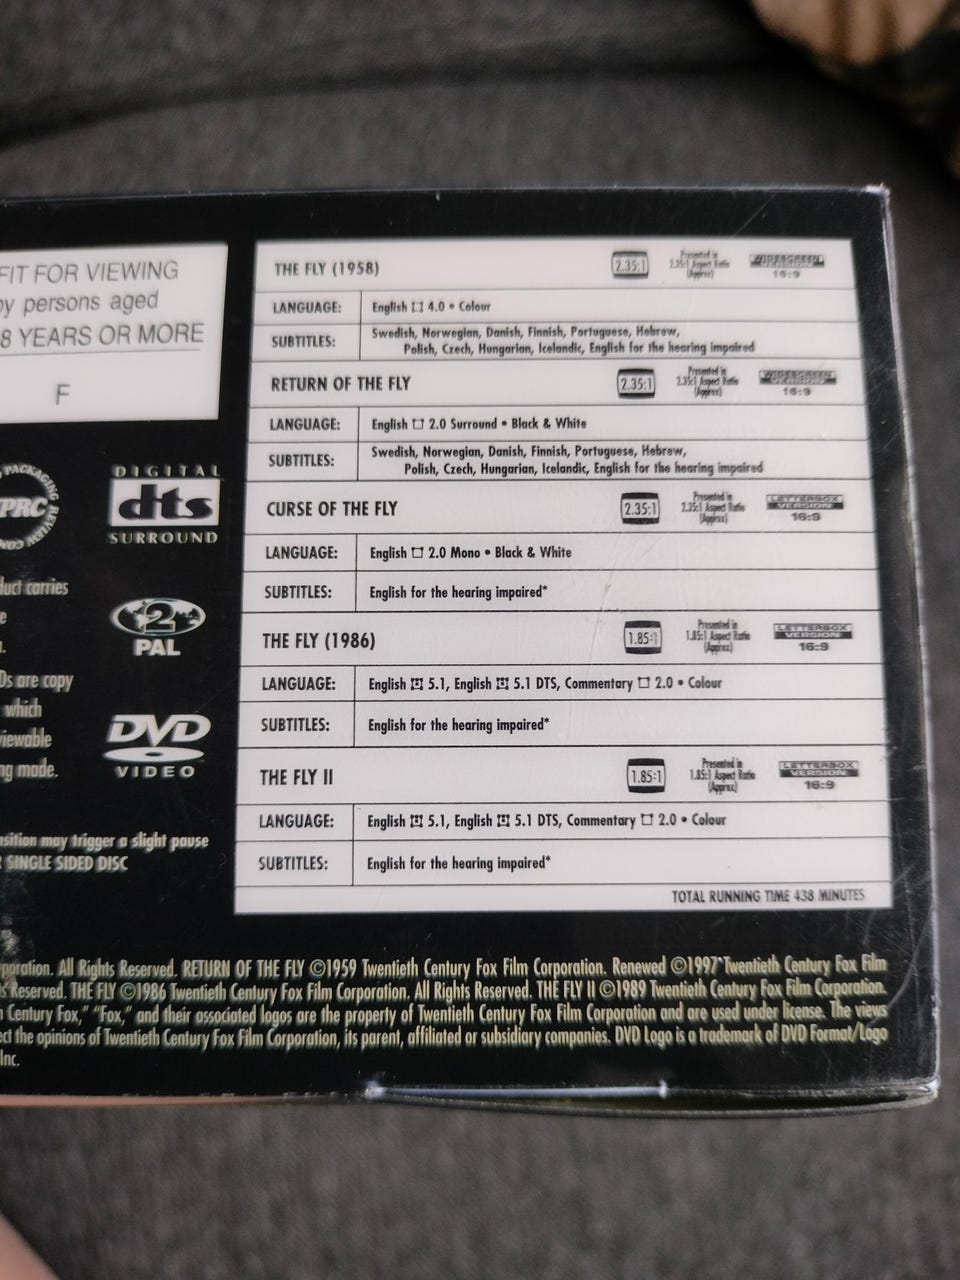 FIT FOR VIEWING
by persons aged
8 YEARS OR MORE
F
PACKAGING REVIEW
PRC
DIGITAL
dts
SURROUND
duct carries
2
PAL
Ds are copy
which
viewable
ng made.
DVD
VIDEO
sition may trigger a slight pause
SINGLE SIDED DISC
THE FLY (1958) 2.35:1 Presented in 2.35:1 Aspect Ratio (Approx) WIDESCREEN VERSION 16:9
LANGUAGE: English 4.0 • Colour
SUBTITLES: Swedish, Norwegian, Danish, Finnish, Portuguese, Hebrew,
Polish, Czech, Hungarian, Icelandic, English for the hearing impaired
RETURN OF THE FLY 2.35:1 Presented in 2.35:1 Aspect Ratio (Approx) WIDESCREEN VERSION 16:9
LANGUAGE: English 2.0 Surround • Black & White
SUBTITLES: Swedish, Norwegian, Danish, Finnish, Portuguese, Hebrew,
Polish, Czech, Hungarian, Icelandic, English for the hearing impaired
CURSE OF THE FLY 2.35:1 Presented in 2.35:1 Aspect Ratio (Approx) LETTERBOX VERSION 16:9
LANGUAGE: English 2.0 Mono • Black & White
SUBTITLES: English for the hearing impaired*
THE FLY (1986) 1.85:1 Presented in 1.85:1 Aspect Ratio (Approx) LETTERBOX VERSION 16:9
LANGUAGE: English 5.1, English 5.1 DTS, Commentary 2.0 • Colour
SUBTITLES: English for the hearing impaired*
THE FLY II 1.85:1 Presented in 1.85:1 Aspect Ratio (Approx) LETTERBOX VERSION 16:9
LANGUAGE: English 5.1, English 5.1 DTS, Commentary 2.0 • Colour
SUBTITLES: English for the hearing impaired*
TOTAL RUNNING TIME 438 MINUTES
poration. All Rights Reserved. RETURN OF THE FLY ©1959 Twentieth Century Fox Film Corporation. Renewed ©1997 Twentieth Century Fox Film
s Reserved. THE FLY ©1986 Twentieth Century Fox Film Corporation. All Rights Reserved. THE FLY II ©1989 Twentieth Century Fox Film Corporation.
Century Fox," "Fox," and their associated logos are the property of Twentieth Century Fox Film Corporation and are used under license. The views
ect the opinions of Twentieth Century Fox Film Corporation, its parent, affiliated or subsidiary companies. DVD Logo is a trademark of DVD Format/Logo
Inc.